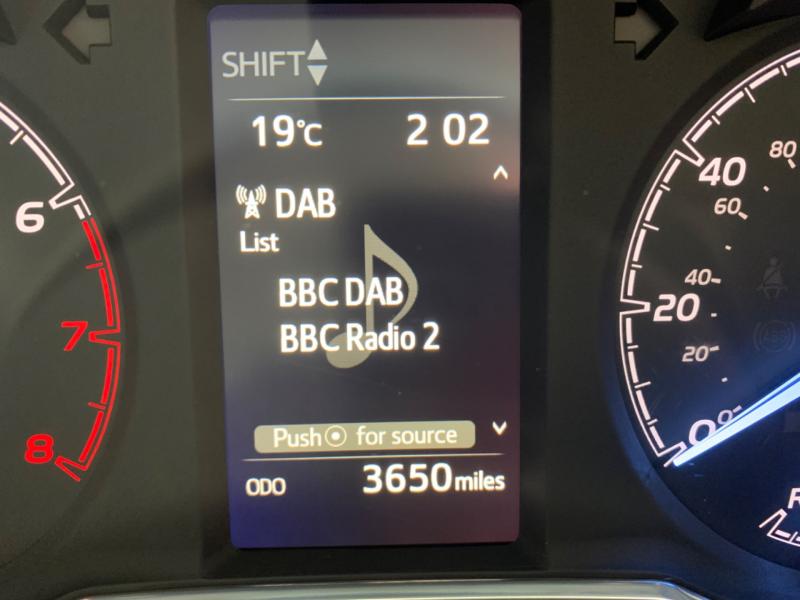 SHIFT
19°C 2 02
DAB
List
BBC DAB
BBC Radio 2
Push for source
ODO 3650 miles
6
7
8
80
40
60
40
20
20
0
0